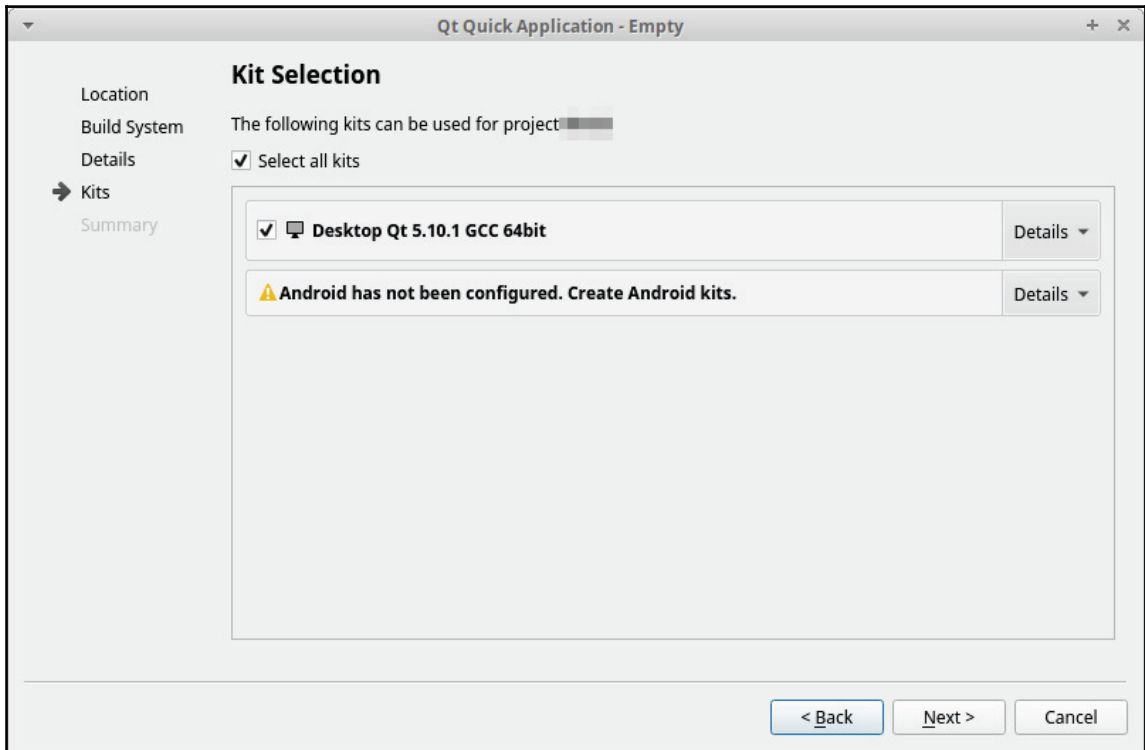 Qt Quick Application - Empty
Location
Build System
Details
Kits
Summary
Kit Selection
The following kits can be used for project
Select all kits
Desktop Qt 5.10.1 GCC 64bit
Details
Android has not been configured. Create Android kits.
Details
< Back
Next >
Cancel